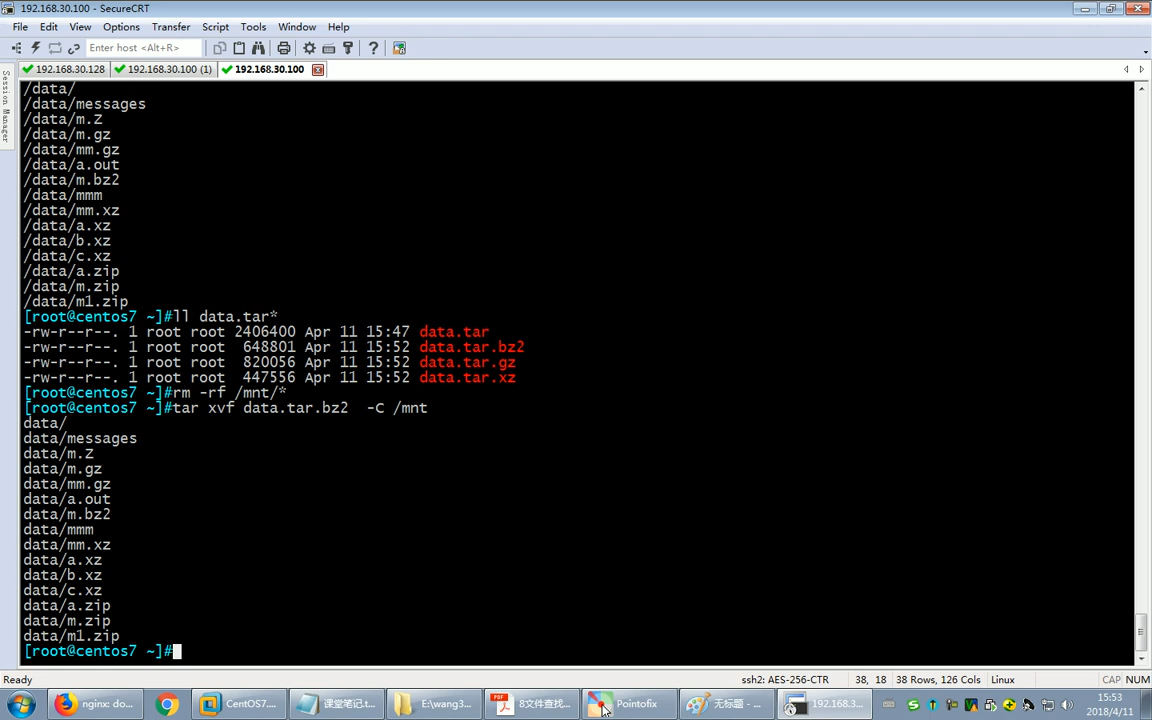 192.168.30.100 - SecureCRT
File Edit View Options Transfer Script Tools Window Help
Enter host <Alt+R>
192.168.30.128 192.168.30.100 (1) 192.168.30.100
Session Manager
/data/
/data/messages
/data/m.Z
/data/m.gz
/data/mm.gz
/data/a.out
/data/m.bz2
/data/mmm
/data/mm.xz
/data/a.xz
/data/b.xz
/data/c.xz
/data/a.zip
/data/m.zip
/data/m1.zip
[root@centos7 ~]#ll data.tar*
-rw-r--r--. 1 root root 2406400 Apr 11 15:47 data.tar
-rw-r--r--. 1 root root  648801 Apr 11 15:52 data.tar.bz2
-rw-r--r--. 1 root root  820056 Apr 11 15:52 data.tar.gz
-rw-r--r--. 1 root root  447556 Apr 11 15:52 data.tar.xz
[root@centos7 ~]#rm -rf /mnt/*
[root@centos7 ~]#tar xvf data.tar.bz2  -C /mnt
data/
data/messages
data/m.Z
data/m.gz
data/mm.gz
data/a.out
data/m.bz2
data/mmm
data/mm.xz
data/a.xz
data/b.xz
data/c.xz
data/a.zip
data/m.zip
data/m1.zip
[root@centos7 ~]#
Ready ssh2: AES-256-CTR 38, 18 38 Rows, 126 Cols Linux CAP NUM
nginx: do... CentOS7.... 课堂笔记.t... E:\wang3... 8文件查找... Pointofix 无标题 - ... 192.168.3...
15:53
2018/4/11